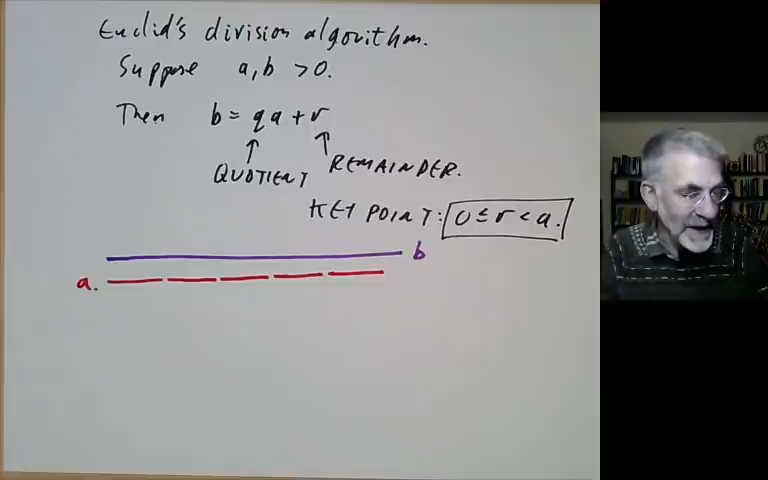 Euclid's division algorithm.
Suppose a, b > 0.
Then b = qa + r
↑ ↑
QUOTIENT REMAINDER.
KEY POINT: 0 ≤ r < a.
b
a.